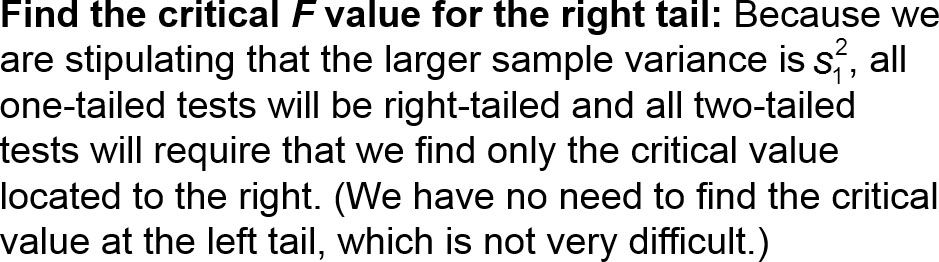 Find the critical F value for the right tail: Because we
are stipulating that the larger sample variance is s₁², all
one-tailed tests will be right-tailed and all two-tailed
tests will require that we find only the critical value
located to the right. (We have no need to find the critical
value at the left tail, which is not very difficult.)